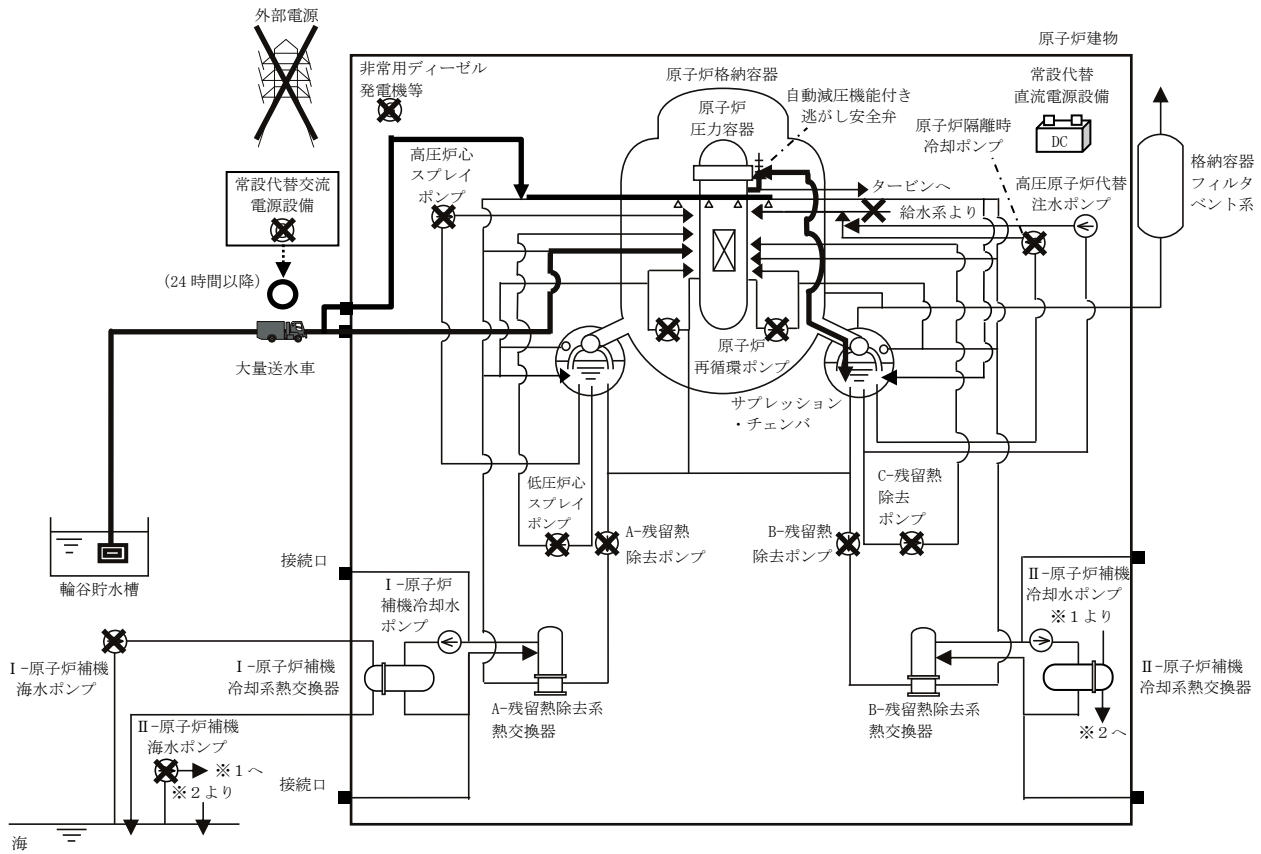 外部電源
原子炉建物
非常用ディーゼル
発電機等
原子炉格納容器
原子炉
圧力容器
自動減圧機能付き
逃がし安全弁
常設代替
直流電源設備
DC
原子炉隔離時
冷却ポンプ
高圧炉心
スプレイ
ポンプ
常設代替交流
電源設備
タービンへ
給水系より
高圧原子炉代替
注水ポンプ
格納容器
フィルタ
ベント系
(24時間以降)
大量送水車
原子炉
再循環ポンプ
サプレッション
・チェンバ
低圧炉心
スプレイ
ポンプ
A-残留熱
除去ポンプ
B-残留熱
除去ポンプ
C-残留熱
除去
ポンプ
輪谷貯水槽
接続口
Ⅰ-原子炉
補機冷却水
ポンプ
Ⅱ-原子炉補機
冷却水ポンプ
※1より
Ⅰ-原子炉補機
海水ポンプ
Ⅰ-原子炉補機
冷却系熱交換器
Ⅱ-原子炉補機
冷却系熱交換器
A-残留熱除去系
熱交換器
B-残留熱除去系
熱交換器
※2へ
Ⅱ-原子炉補機
海水ポンプ
※1へ
※2より
接続口
海